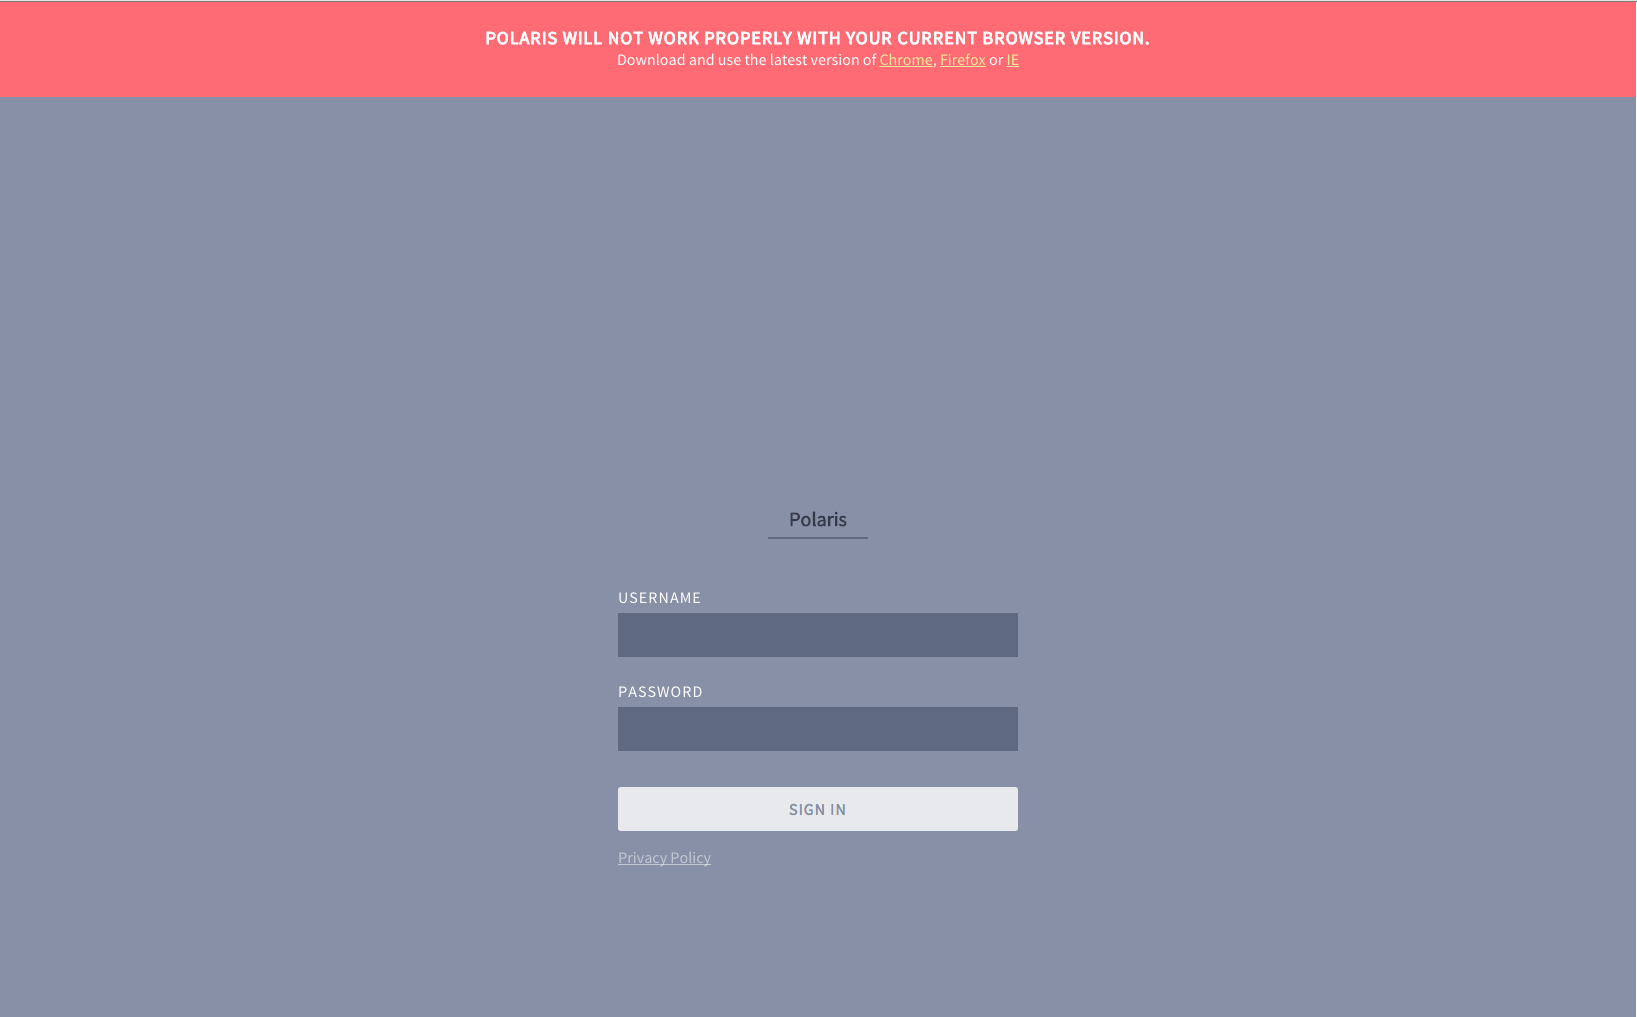 POLARIS WILL NOT WORK PROPERLY WITH YOUR CURRENT BROWSER VERSION.
Download and use the latest version of Chrome, Firefox or IE
Polaris
USERNAME
PASSWORD
SIGN IN
Privacy Policy